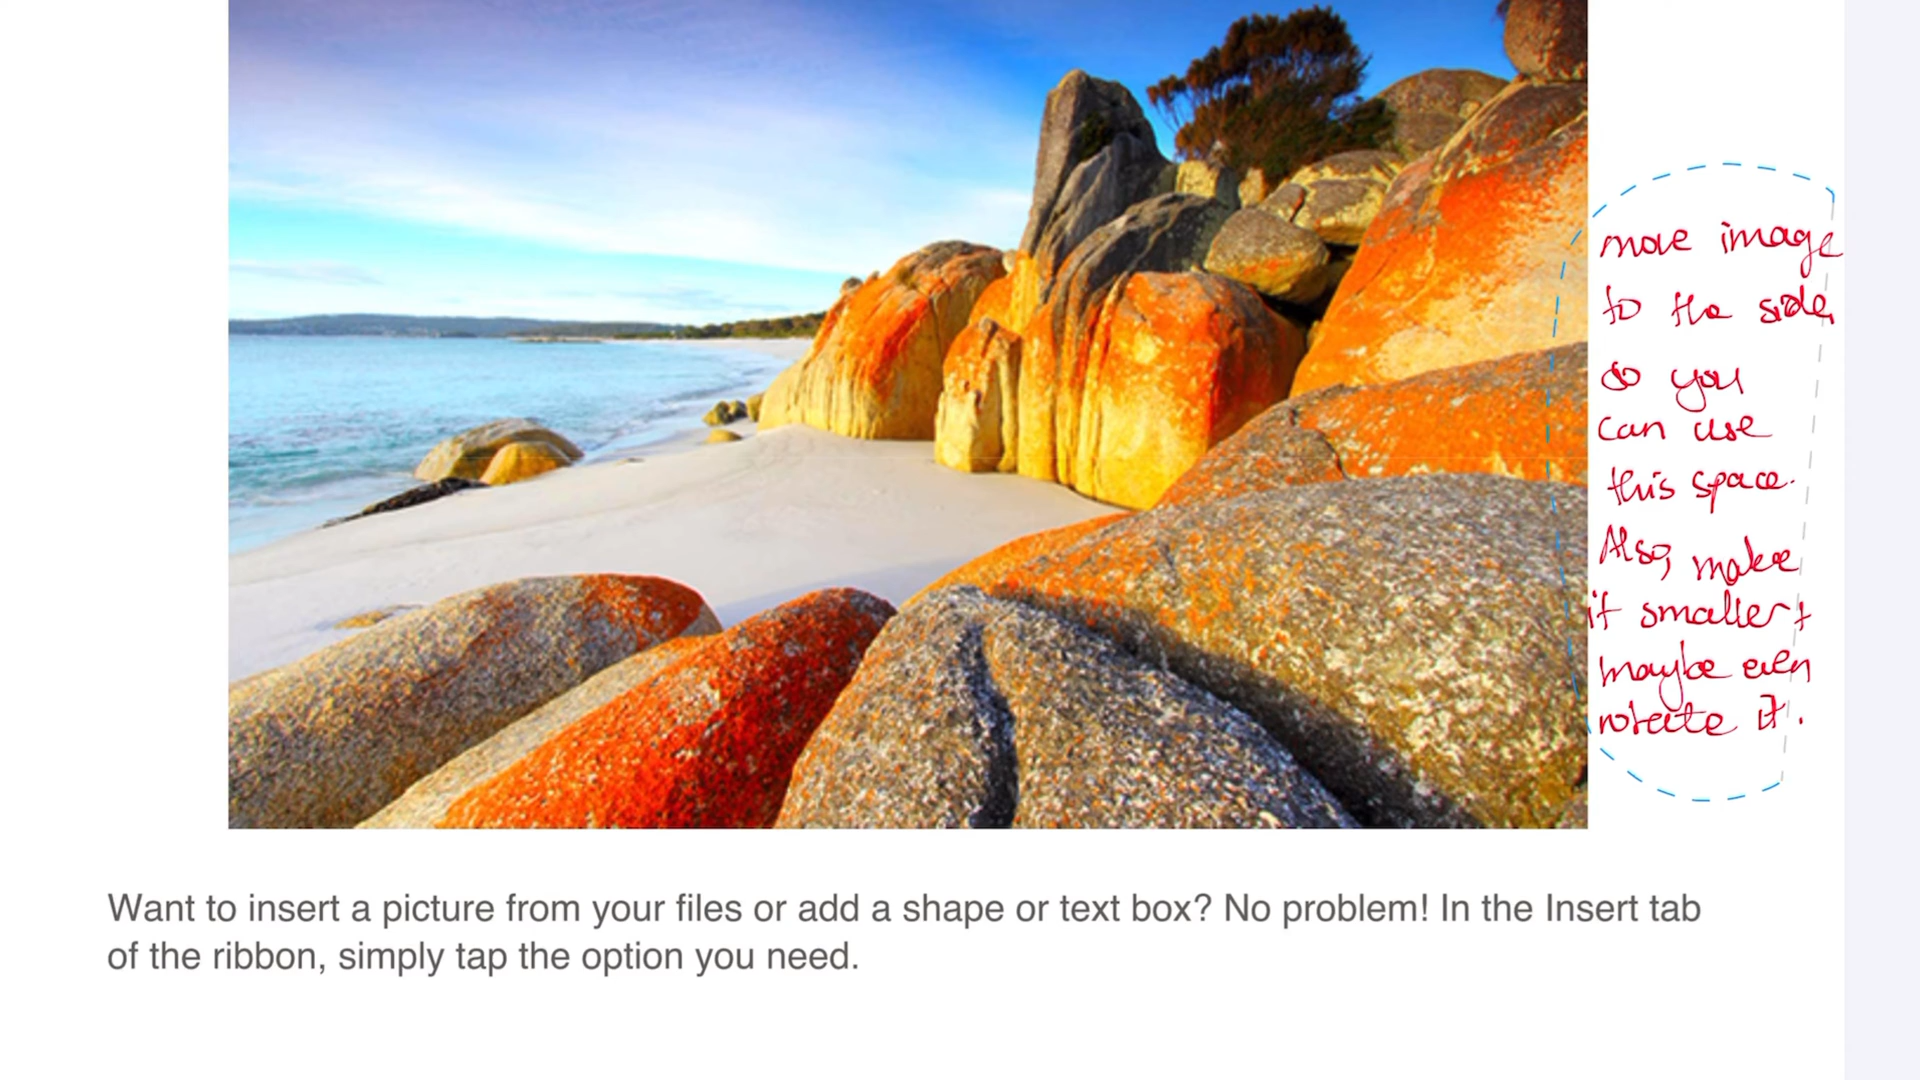 move image
to the side,
so you
can use
this space.
Also, make
it smaller +
maybe even
rotate it.
Want to insert a picture from your files or add a shape or text box? No problem! In the Insert tab
of the ribbon, simply tap the option you need.